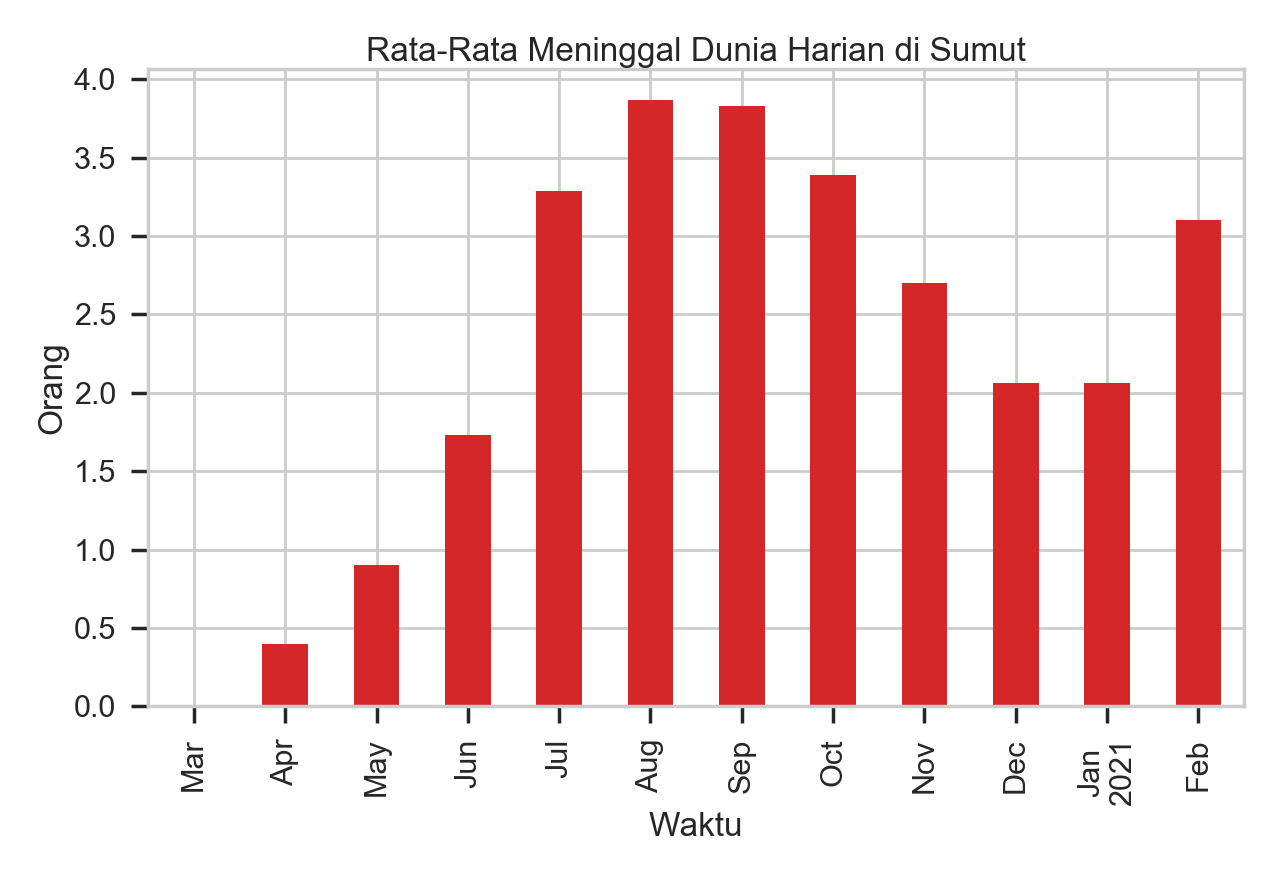 Rata-Rata Meninggal Dunia Harian di Sumut
4.0
3.5
3.0
2.5
2.0
1.5
1.0
0.5
0.0
Orang
Mar
Apr
May
Jun
Jul
Aug
Sep
Oct
Nov
Dec
Jan
2021
Feb
Waktu